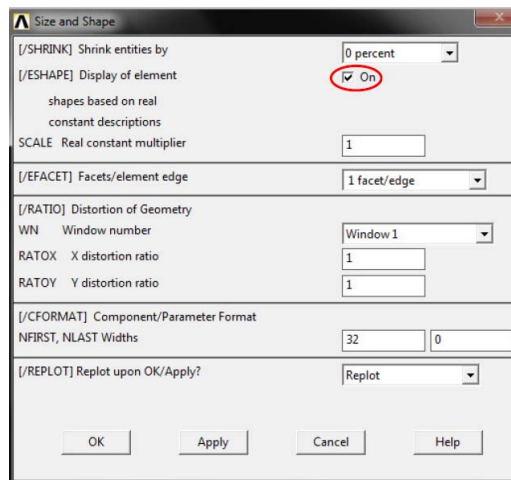 Size and Shape
[/SHRINK] Shrink entities by 0 percent
[/ESHAPE] Display of element On
shapes based on real
constant descriptions
SCALE Real constant multiplier 1
[/EFACET] Facets/element edge 1 facet/edge
[/RATIO] Distortion of Geometry
WN Window number Window 1
RATOX X distortion ratio 1
RATOY Y distortion ratio 1
[/CFORMAT] Component/Parameter Format
NFIRST, NLAST Widths 32 0
[/REPLOT] Replot upon OK/Apply? Replot
OK Apply Cancel Help